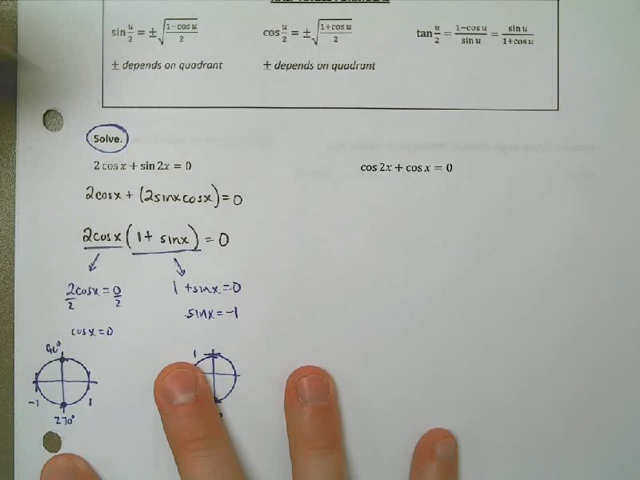 sin u/2 = ±√(1−cos u / 2)
cos u/2 = ±√(1+cos u / 2)
tan u/2 = 1−cos u / sin u = sin u / 1+cos u
± depends on quadrant
± depends on quadrant
Solve.
2 cos x + sin 2x = 0
2cosx + (2sinxcosx) = 0
2cosx (1 + sinx) = 0
2cosx = 0
2 2
cosx = 0
90°
-1 1
270°
1 + sinx = 0
sinx = -1
1
cos 2x + cos x = 0